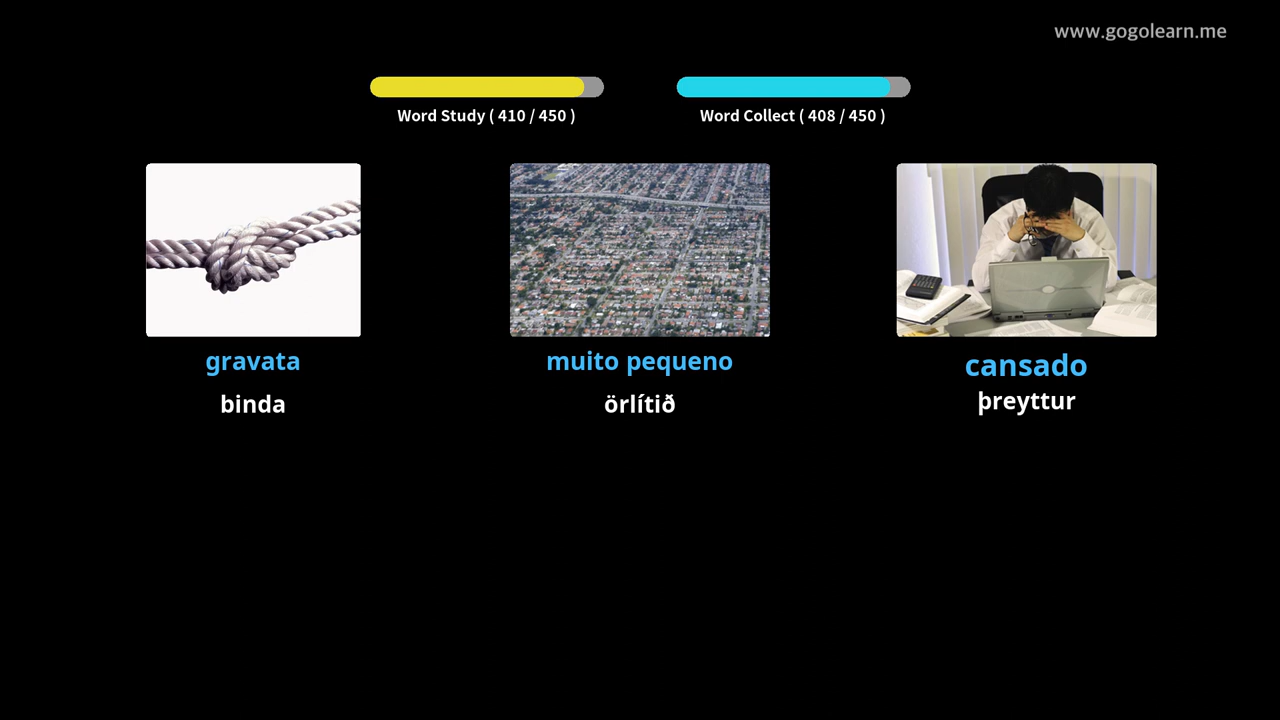 www.gogolearn.me
Word Study ( 410 / 450 )
Word Collect ( 408 / 450 )
gravata
muito pequeno
cansado
binda
örlítið
þreyttur